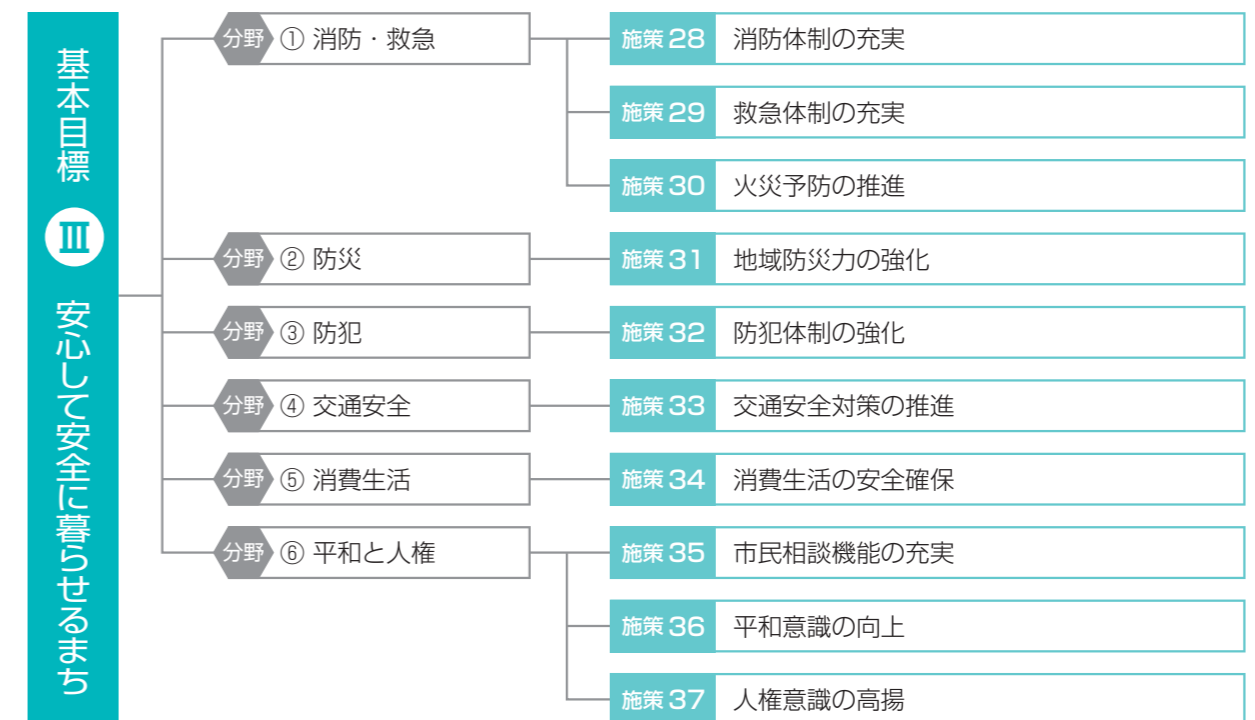 基本目標 Ⅲ 安心して安全に暮らせるまち
分野 ① 消防・救急
施策 28 消防体制の充実
施策 29 救急体制の充実
施策 30 火災予防の推進
分野 ② 防災
施策 31 地域防災力の強化
分野 ③ 防犯
施策 32 防犯体制の強化
分野 ④ 交通安全
施策 33 交通安全対策の推進
分野 ⑤ 消費生活
施策 34 消費生活の安全確保
分野 ⑥ 平和と人権
施策 35 市民相談機能の充実
施策 36 平和意識の向上
施策 37 人権意識の高揚